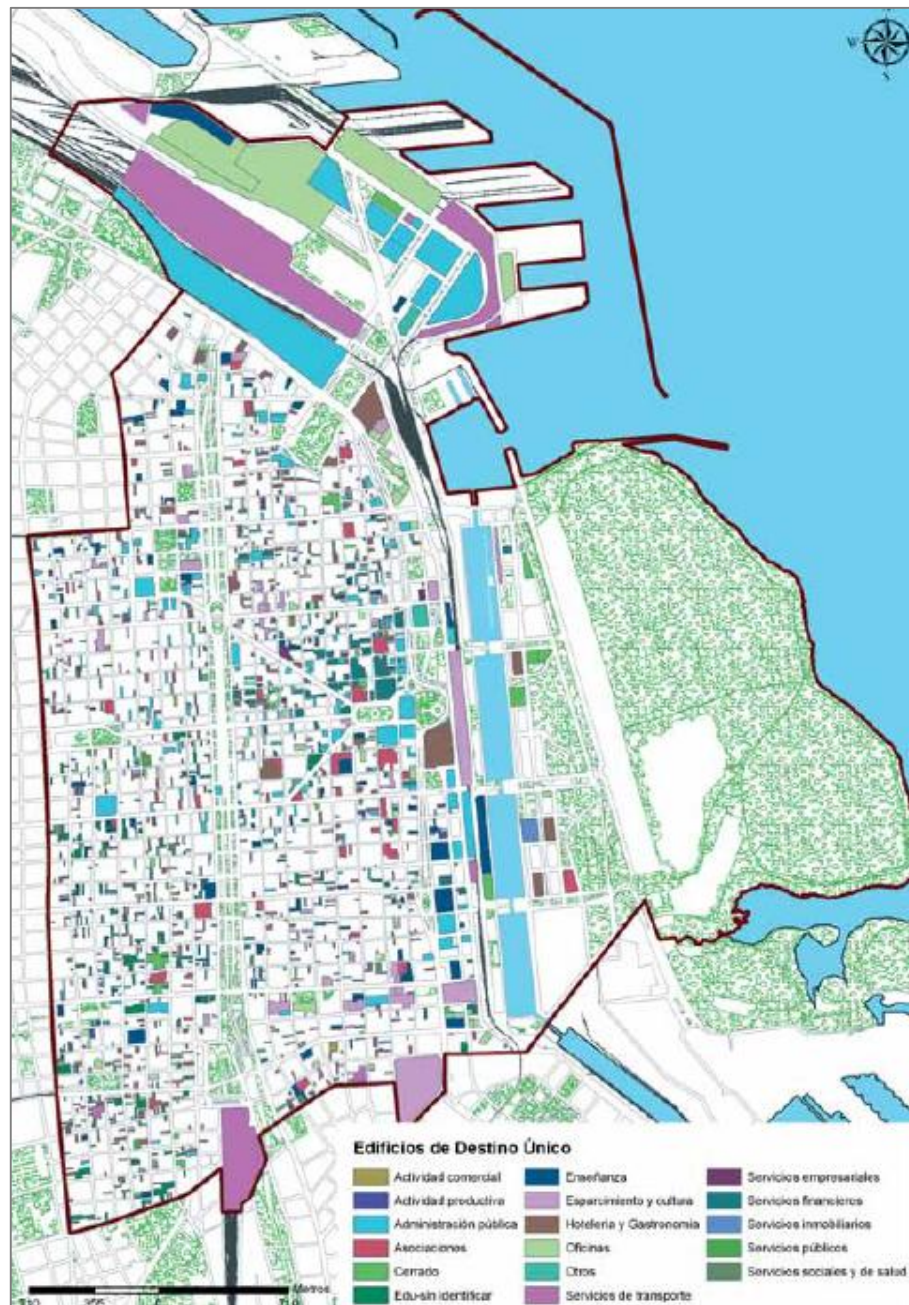 W
S
Edificios de Destino Único
Actividad comercial
Actividad productiva
Administración pública
Asociaciones
Cerrado
Edu-sin identificar
Enseñanza
Esparcimiento y cultura
Hotelería y Gastronomía
Oficinas
Otros
Servicios de transporte
Servicios empresariales
Servicios financieros
Servicios inmobiliarios
Servicios públicos
Servicios sociales y de salud
Metros